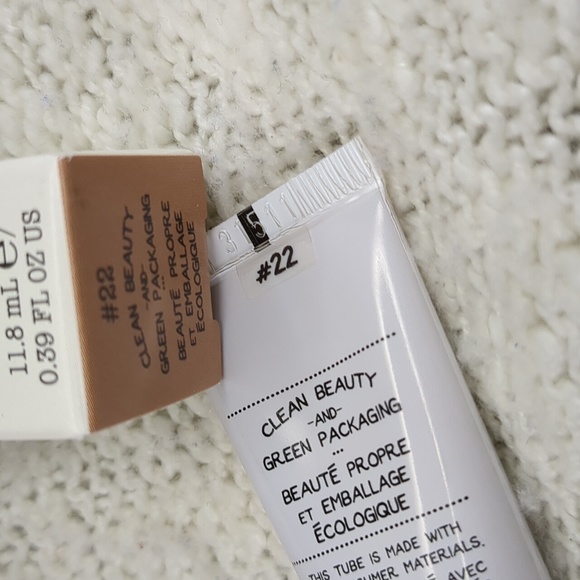 11.8 mL e/
0.39 FL OZ US
#22
CLEAN BEAUTY
-AND-
GREEN PACKAGING
...
BEAUTÉ PROPRE
ET EMBALLAGE
ÉCOLOGIQUE
#22
CLEAN BEAUTY
-AND-
GREEN PACKAGING
...
BEAUTÉ PROPRE
ET EMBALLAGE
ÉCOLOGIQUE
THIS TUBE IS MADE WITH
MATERIALS.
AVEC